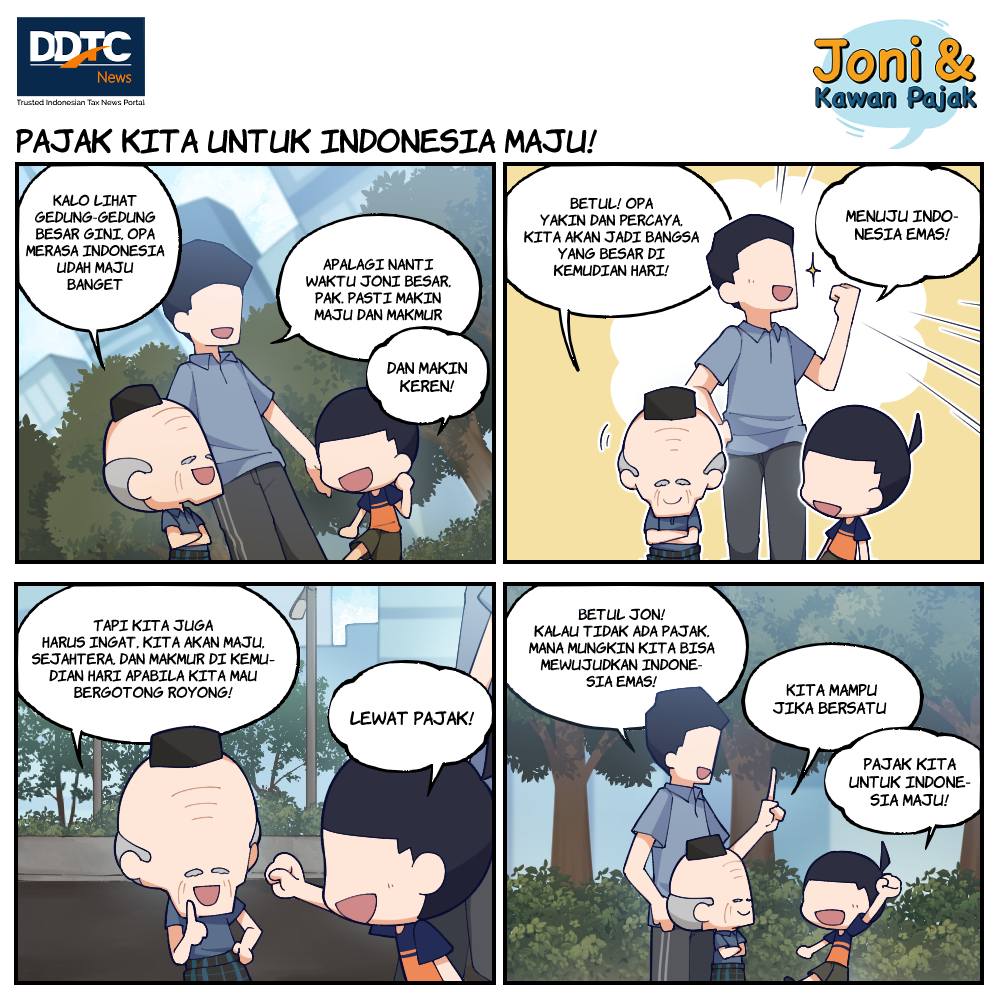 DDTC
News
Trusted Indonesian Tax News Portal
Joni &
Kawan Pajak
PAJAK KITA UNTUK INDONESIA MAJU!
KALO LIHAT
GEDUNG-GEDUNG
BESAR GINI, OPA
MERASA INDONESIA
UDAH MAJU
BANGET
APALAGI NANTI
WAKTU JONI BESAR,
PAK. PASTI MAKIN
MAJU DAN MAKMUR
DAN MAKIN
KEREN!
BETUL! OPA
YAKIN DAN PERCAYA,
KITA AKAN JADI BANGSA
YANG BESAR DI
KEMUDIAN HARI!
MENUJU INDO-
NESIA EMAS!
TAPI KITA JUGA
HARUS INGAT, KITA AKAN MAJU,
SEJAHTERA, DAN MAKMUR DI KEMU-
DIAN HARI APABILA KITA MAU
BERGOTONG ROYONG!
LEWAT PAJAK!
BETUL JON!
KALAU TIDAK ADA PAJAK,
MANA MUNGKIN KITA BISA
MEWUJUDKAN INDONE-
SIA EMAS!
KITA MAMPU
JIKA BERSATU
PAJAK KITA
UNTUK INDONE-
SIA MAJU!